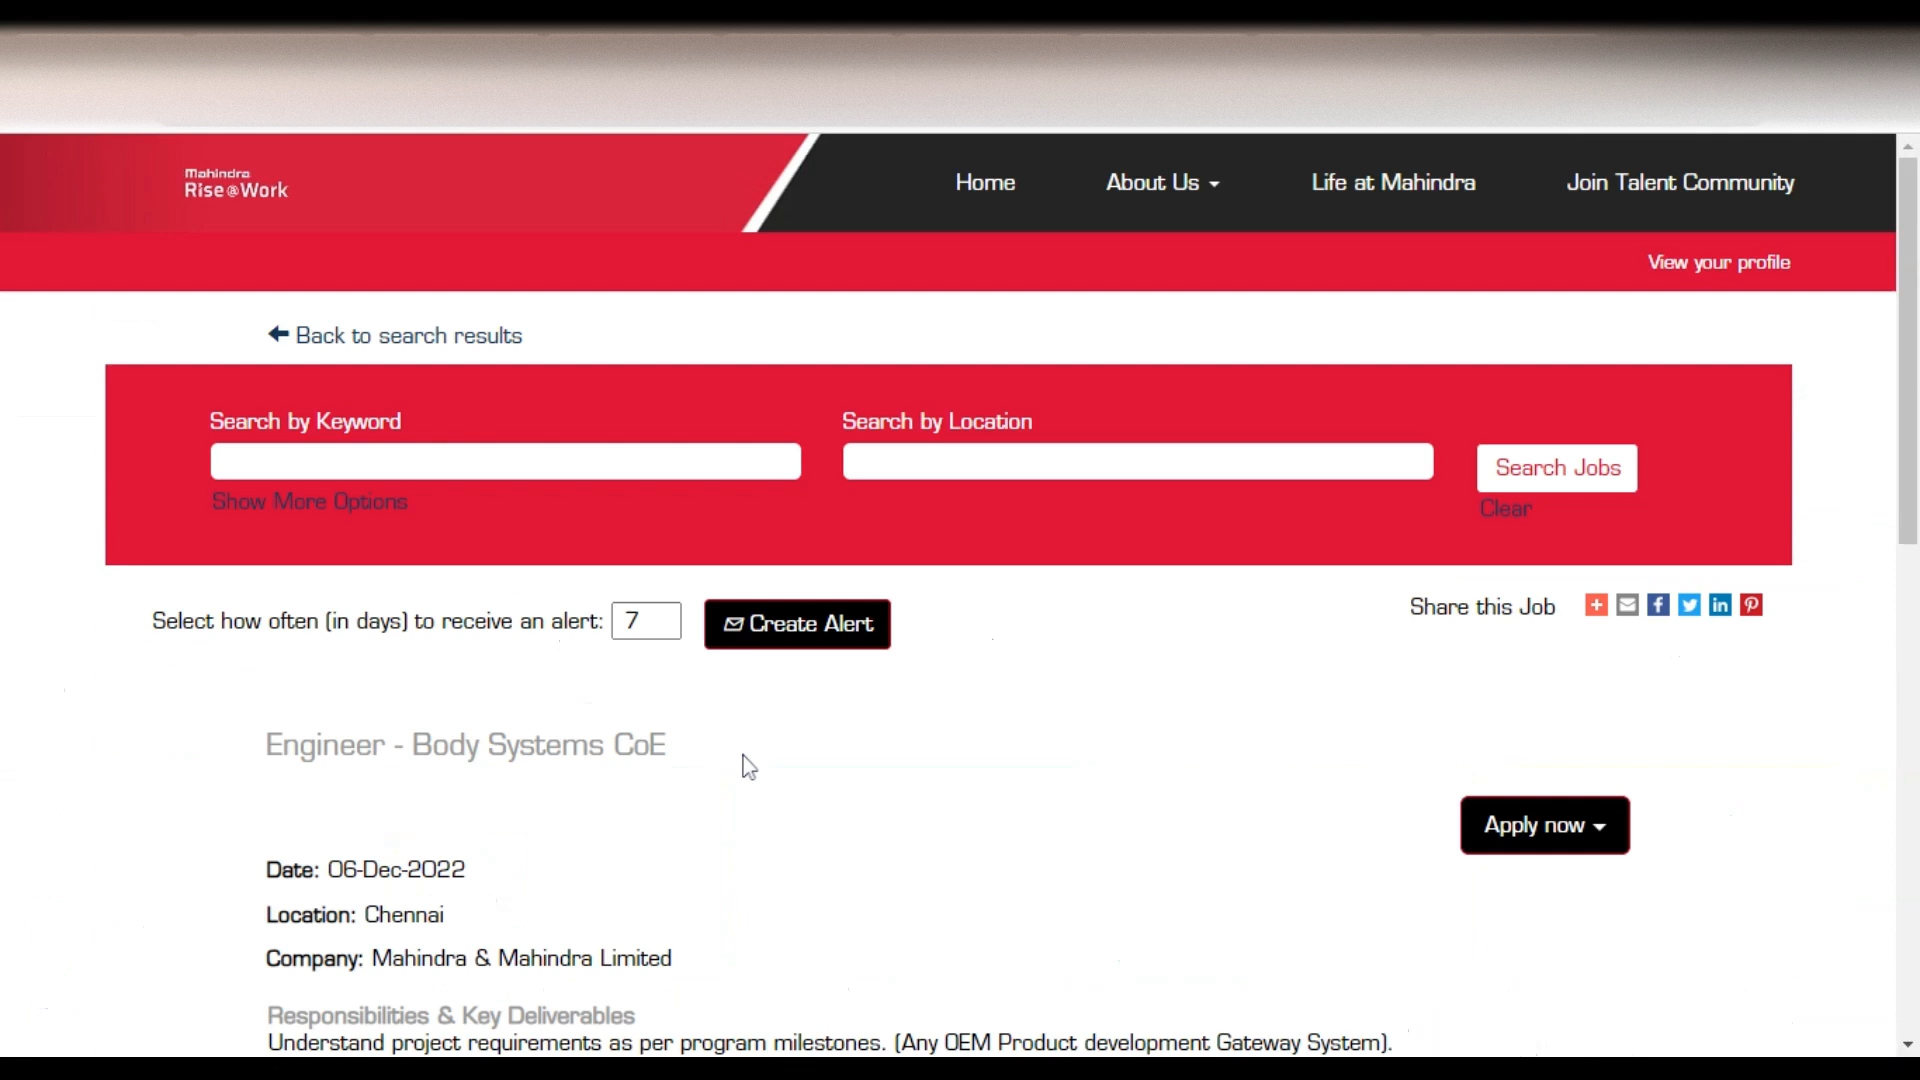 Mahindra
Rise@Work
Home
About Us
Life at Mahindra
Join Talent Community
View your profile
Back to search results
Search by Keyword
Search by Location
Search Jobs
Show More Options
Clear
Select how often (in days) to receive an alert:
7
Create Alert
Share this Job
Engineer - Body Systems CoE
Apply now
Date: 06-Dec-2022
Location: Chennai
Company: Mahindra & Mahindra Limited
Responsibilities & Key Deliverables
Understand project requirements as per program milestones. (Any OEM Product development Gateway System).